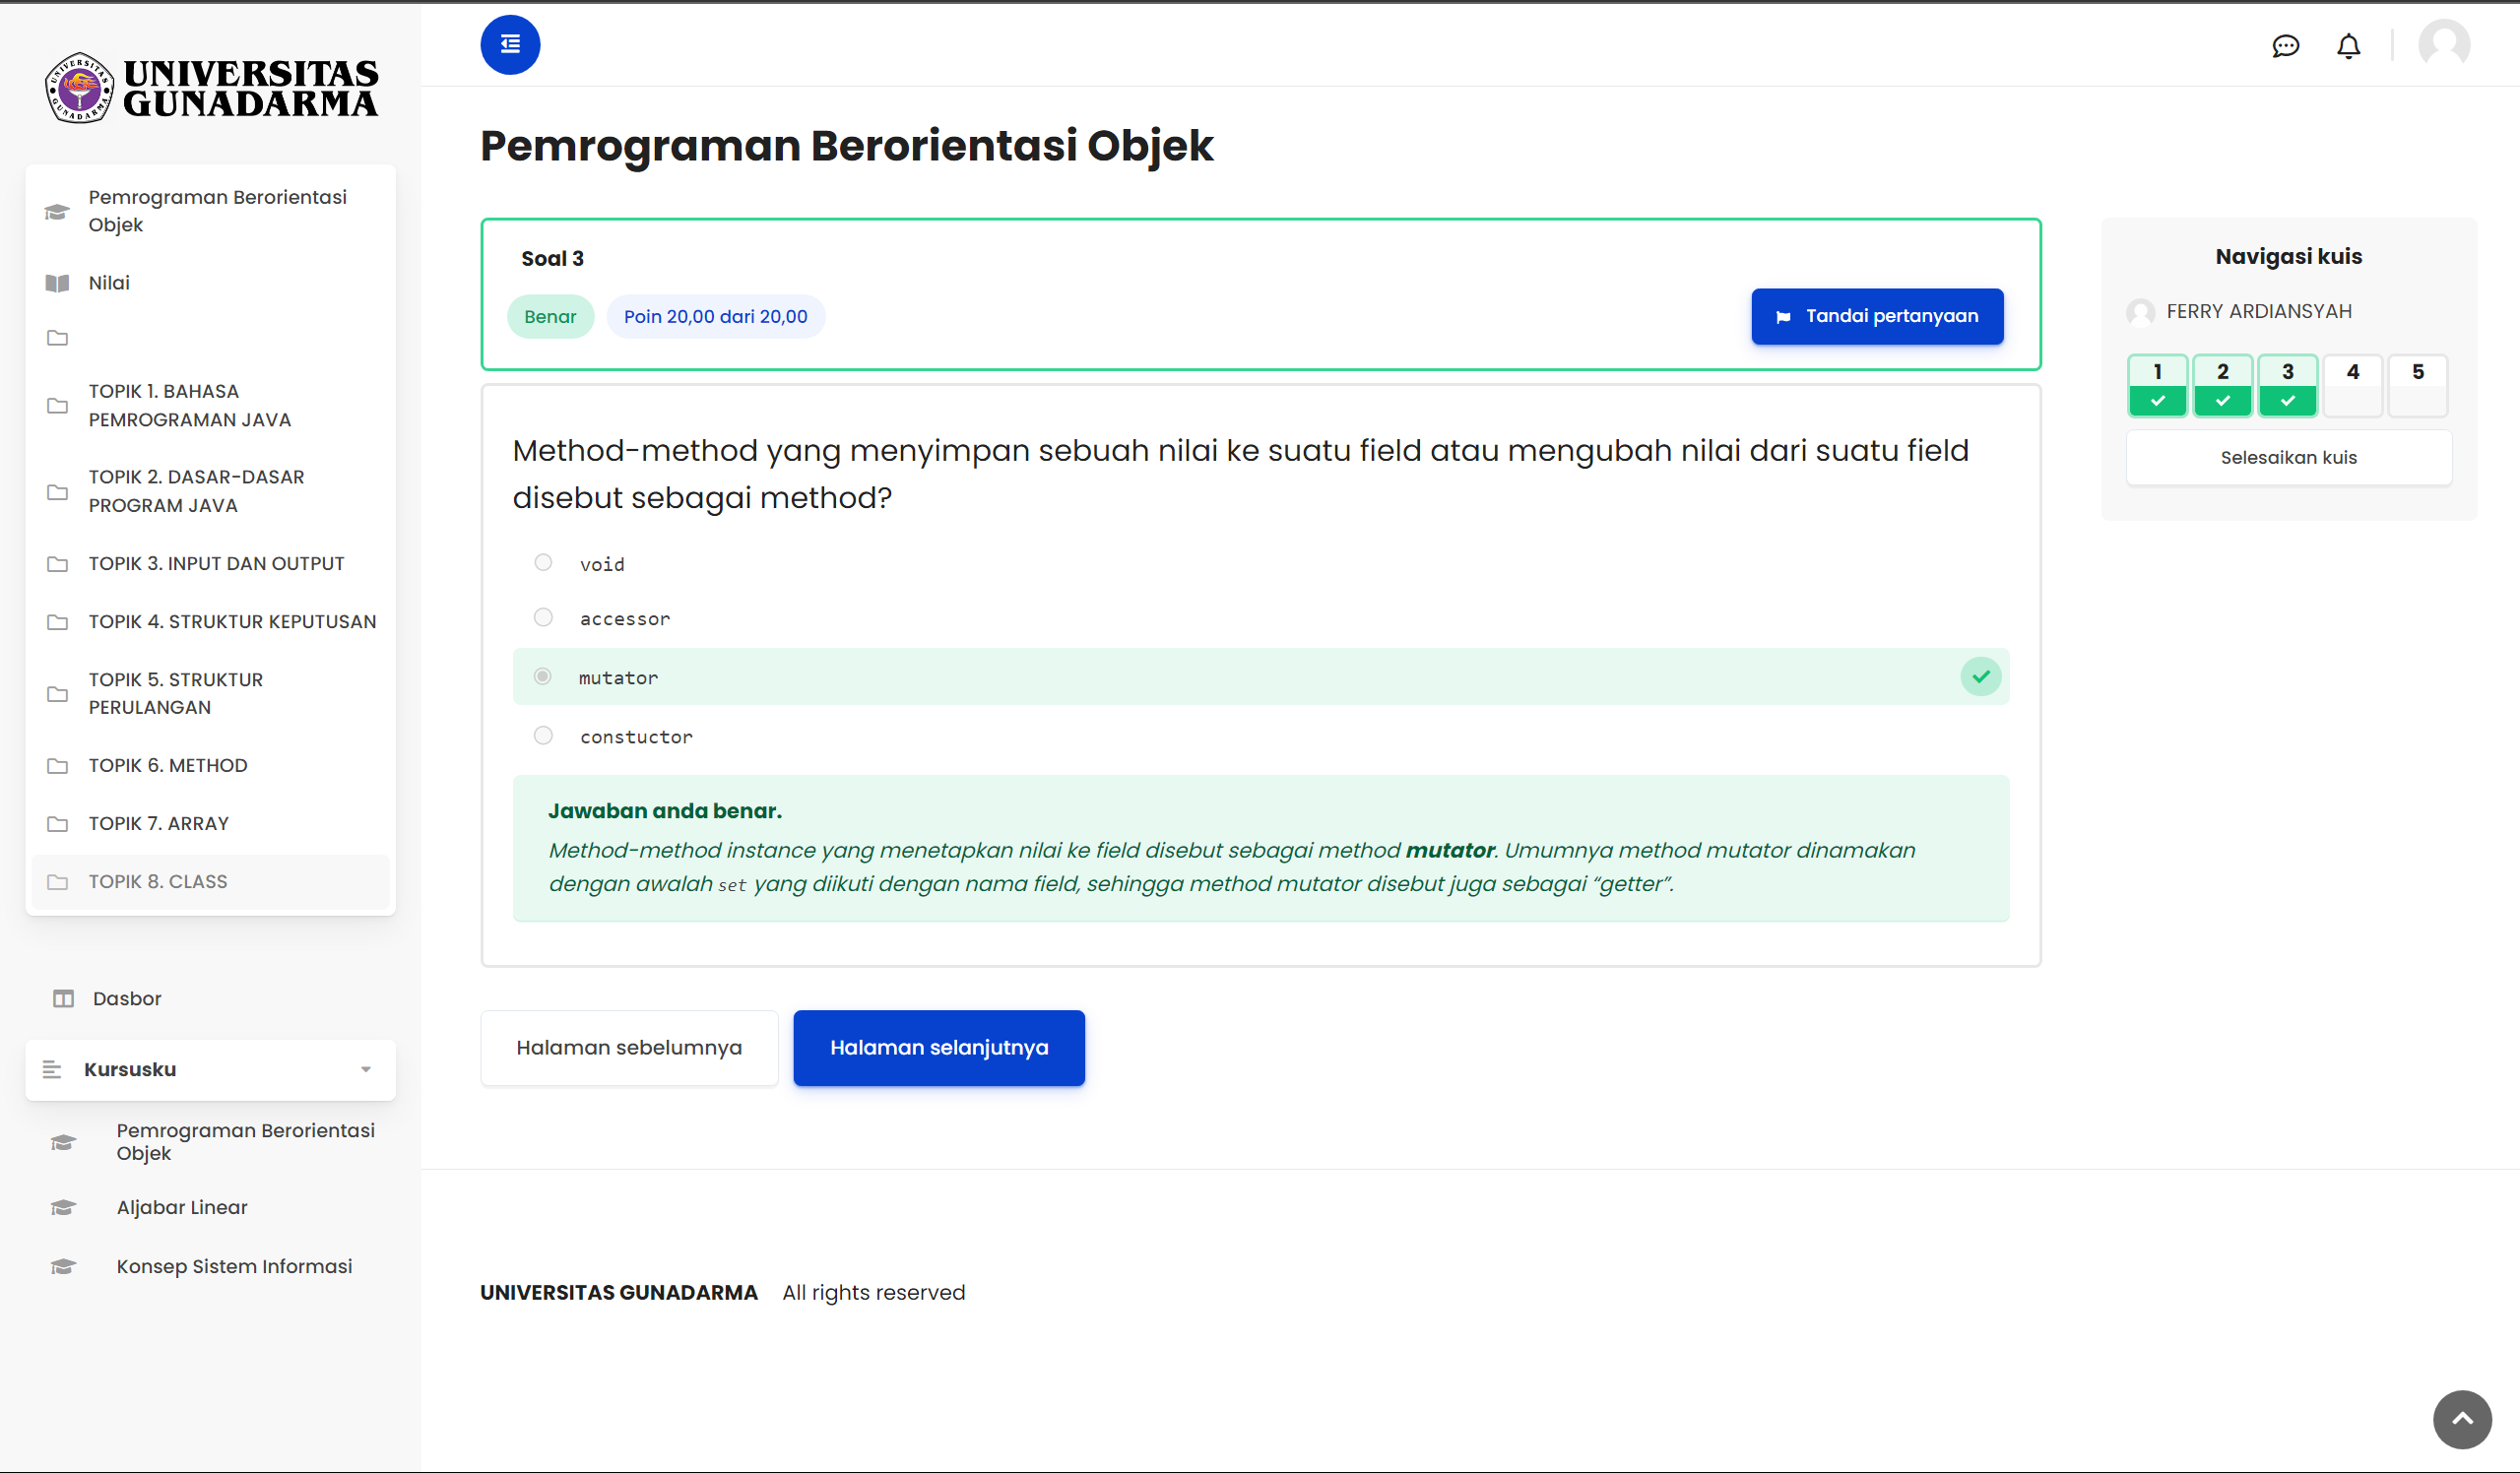 UNIVERSITAS
GUNADARMA
Pemrograman Berorientasi
Objek
Nilai
TOPIK 1. BAHASA
PEMROGRAMAN JAVA
TOPIK 2. DASAR-DASAR
PROGRAM JAVA
TOPIK 3. INPUT DAN OUTPUT
TOPIK 4. STRUKTUR KEPUTUSAN
TOPIK 5. STRUKTUR
PERULANGAN
TOPIK 6. METHOD
TOPIK 7. ARRAY
TOPIK 8. CLASS
Dasbor
Kursusku
Pemrograman Berorientasi
Objek
Aljabar Linear
Konsep Sistem Informasi
Pemrograman Berorientasi Objek
Soal 3
Benar
Poin 20,00 dari 20,00
Tandai pertanyaan
Method-method yang menyimpan sebuah nilai ke suatu field atau mengubah nilai dari suatu field
disebut sebagai method?
void
accessor
mutator
constuctor
Jawaban anda benar.
Method-method instance yang menetapkan nilai ke field disebut sebagai method mutator. Umumnya method mutator dinamakan
dengan awalah set yang diikuti dengan nama field, sehingga method mutator disebut juga sebagai “getter”.
Halaman sebelumnya
Halaman selanjutnya
Navigasi kuis
FERRY ARDIANSYAH
1 2 3 4 5
Selesaikan kuis
UNIVERSITAS GUNADARMA All rights reserved